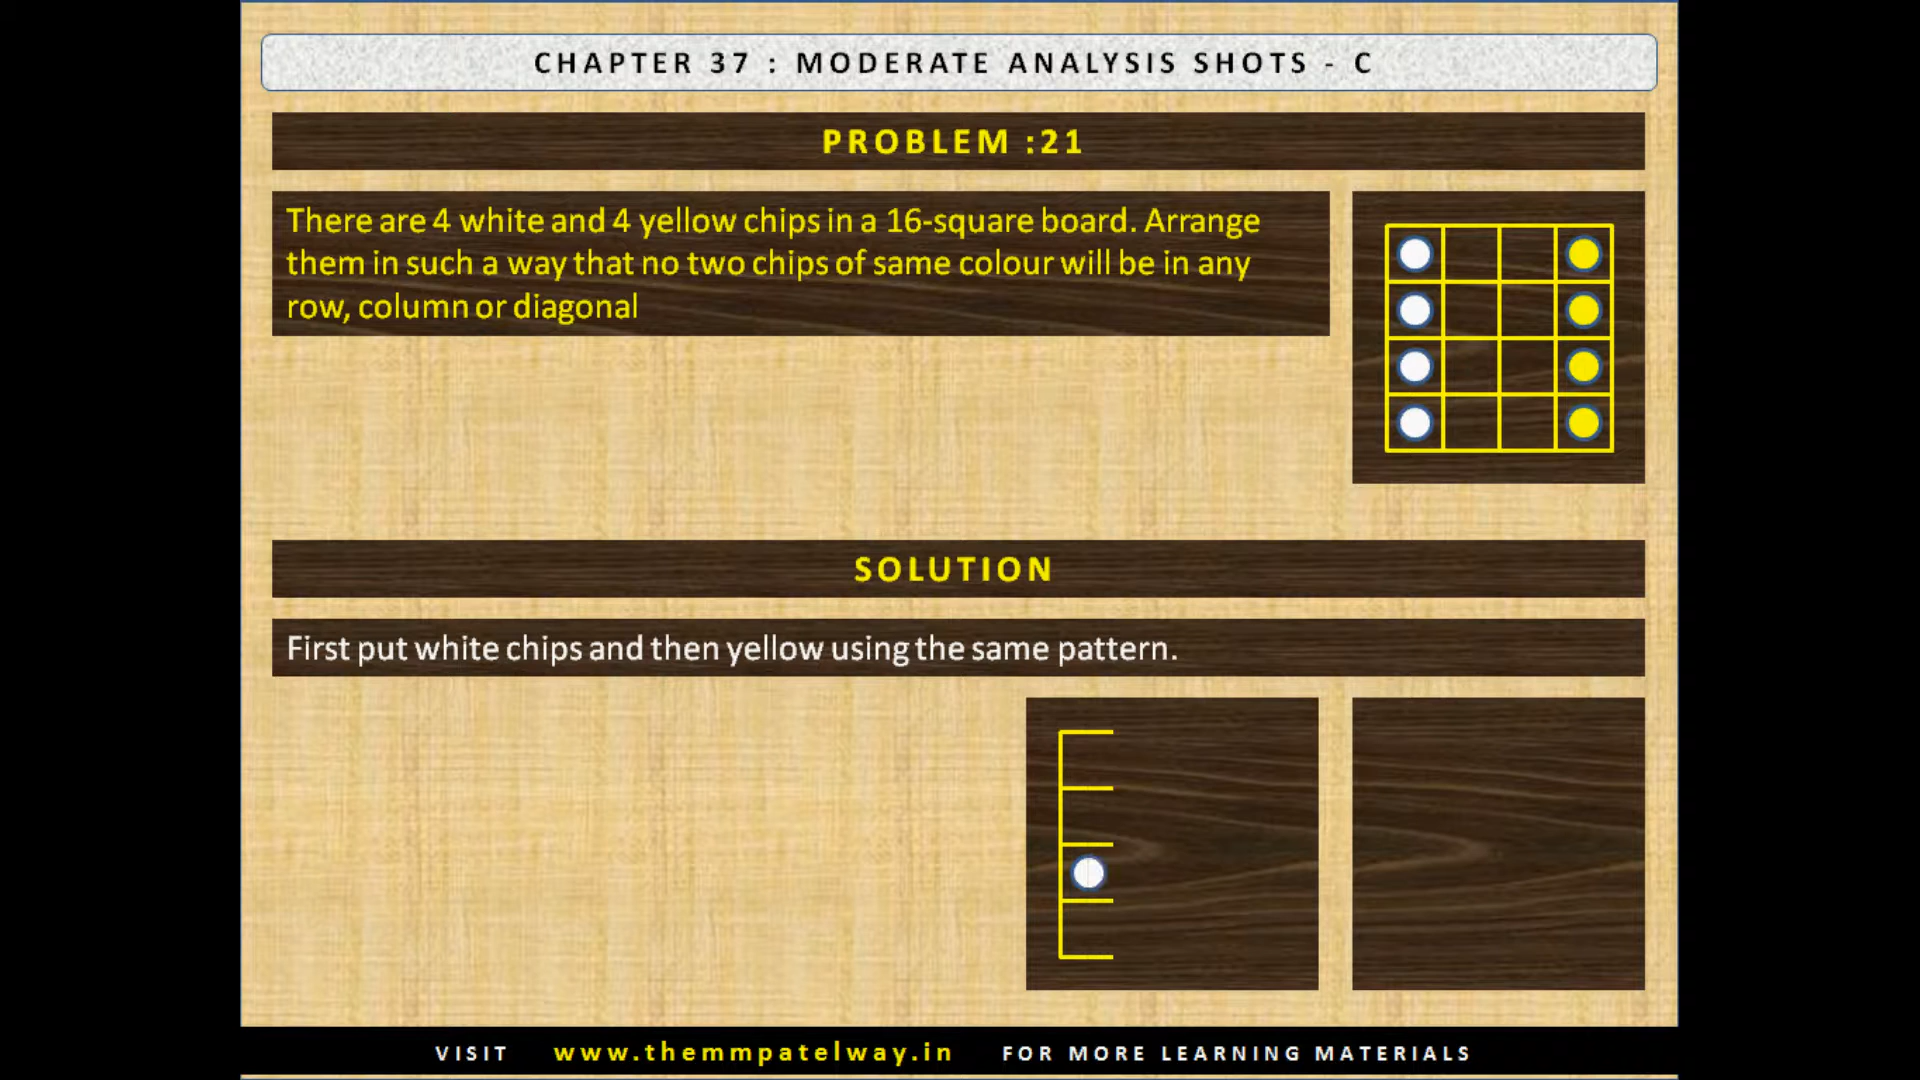 CHAPTER 37 : MODERATE ANALYSIS SHOTS - C
PROBLEM :21
There are 4 white and 4 yellow chips in a 16-square board. Arrange
them in such a way that no two chips of same colour will be in any
row, column or diagonal
SOLUTION
First put white chips and then yellow using the same pattern.
VISIT www.themmpatelway.in FOR MORE LEARNING MATERIALS